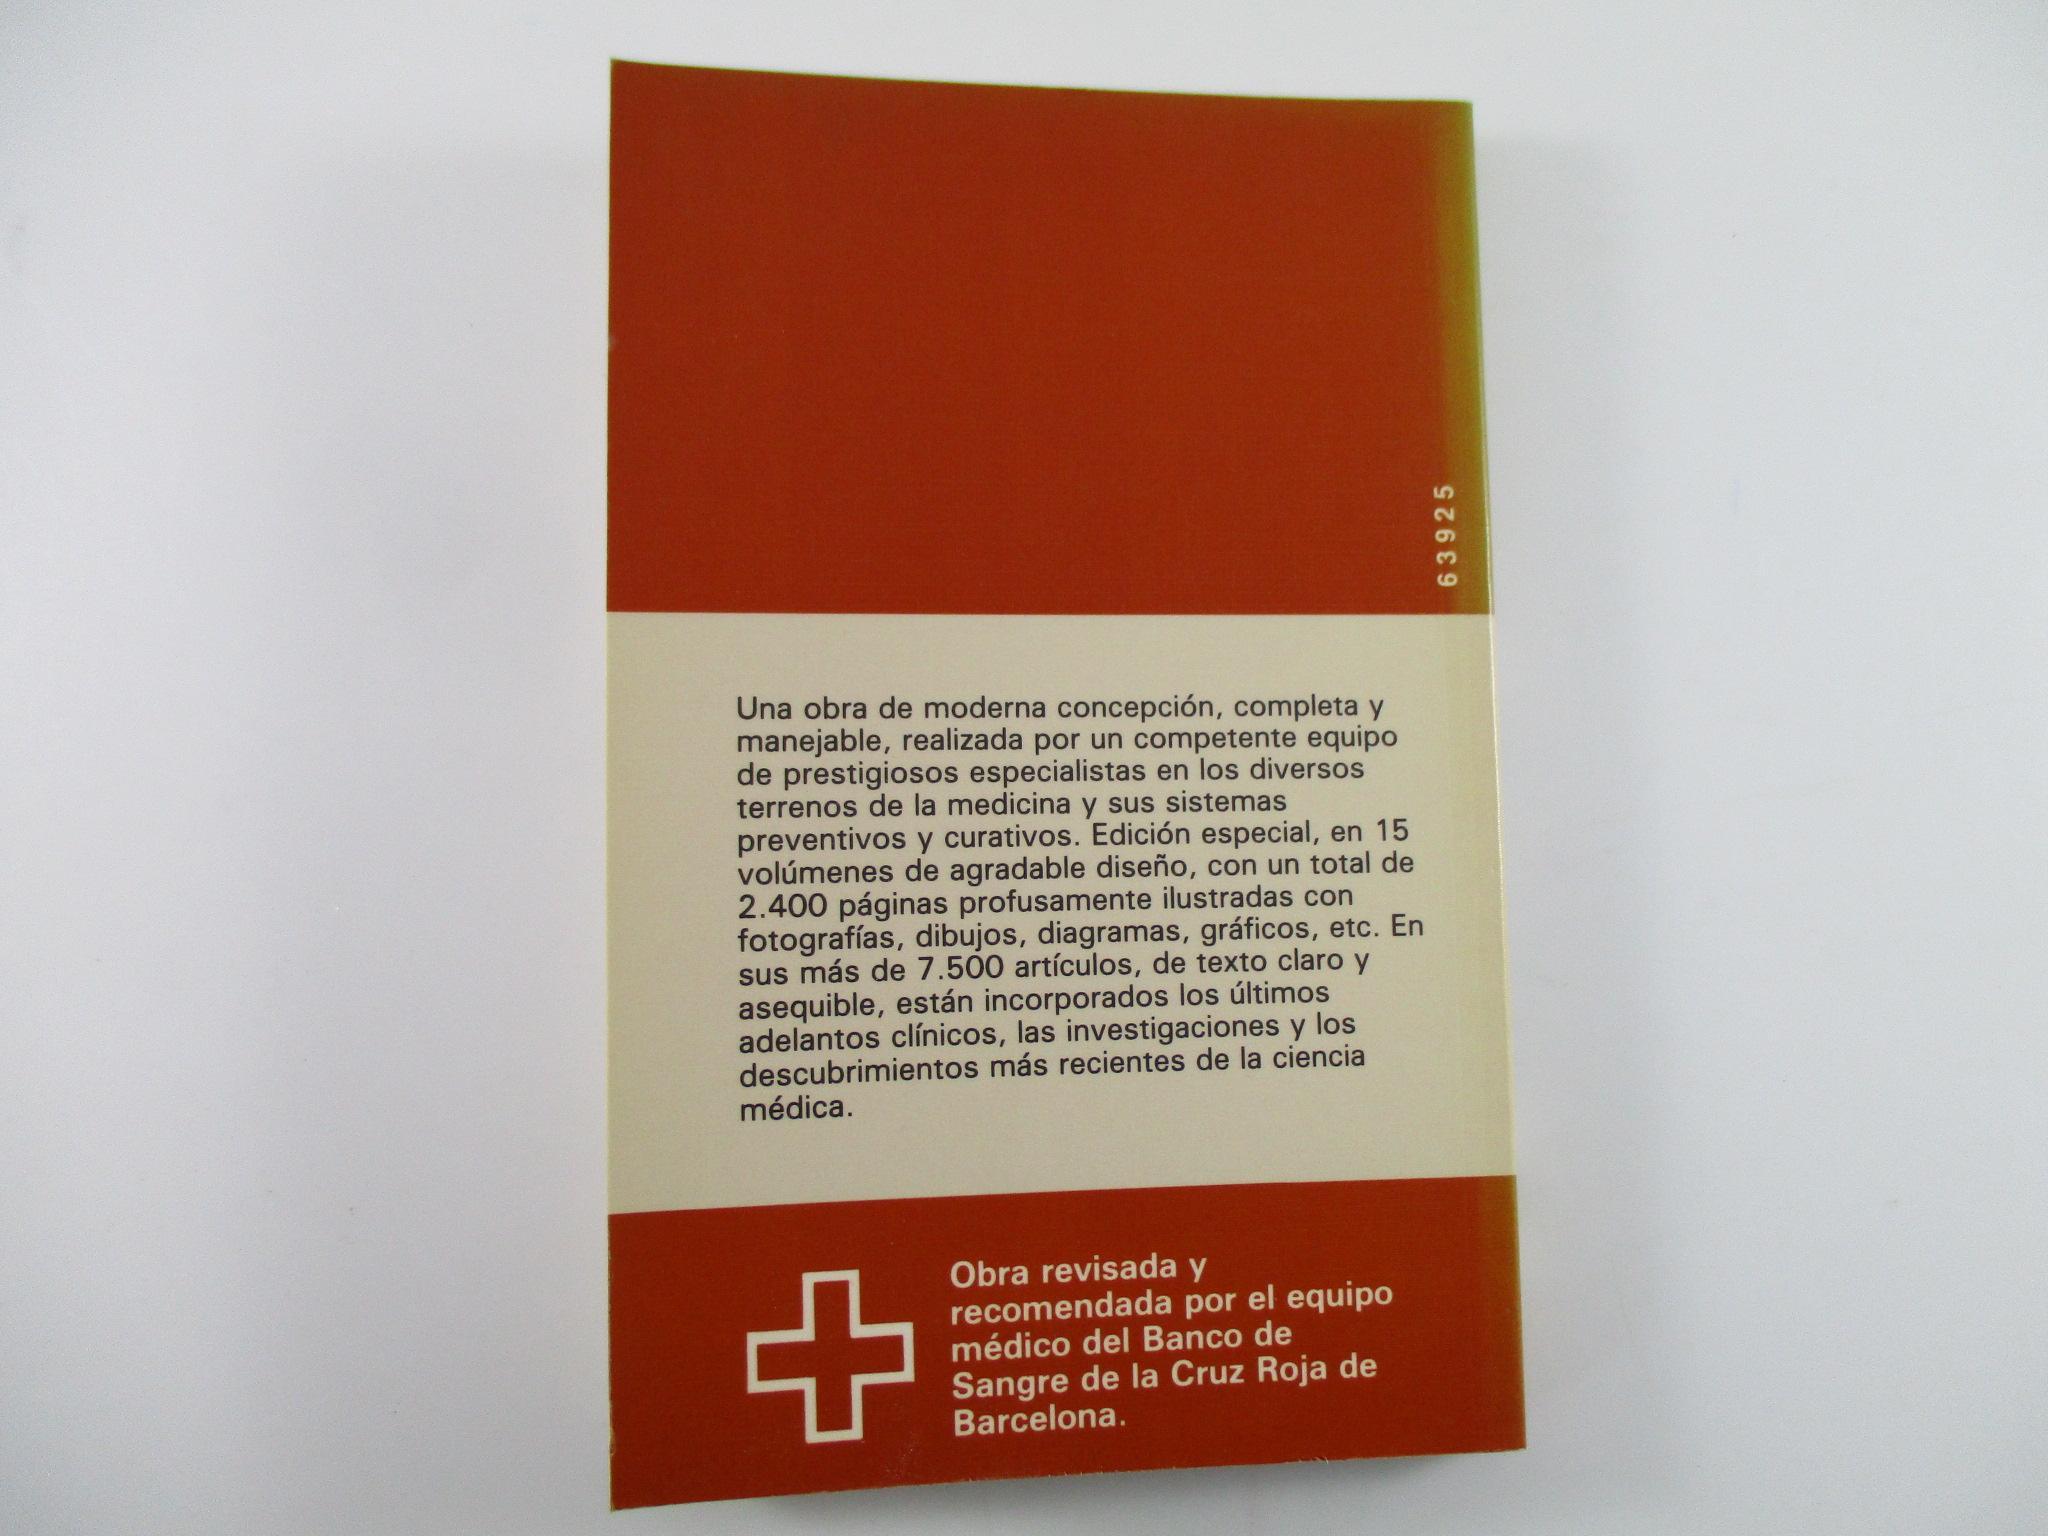 63925
Una obra de moderna concepción, completa y
manejable, realizada por un competente equipo
de prestigiosos especialistas en los diversos
terrenos de la medicina y sus sistemas
preventivos y curativos. Edición especial, en 15
volúmenes de agradable diseño, con un total de
2.400 páginas profusamente ilustradas con
fotografías, dibujos, diagramas, gráficos, etc. En
sus más de 7.500 artículos, de texto claro y
asequible, están incorporados los últimos
adelantos clínicos, las investigaciones y los
descubrimientos más recientes de la ciencia
médica.
Obra revisada y
recomendada por el equipo
médico del Banco de
Sangre de la Cruz Roja de
Barcelona.